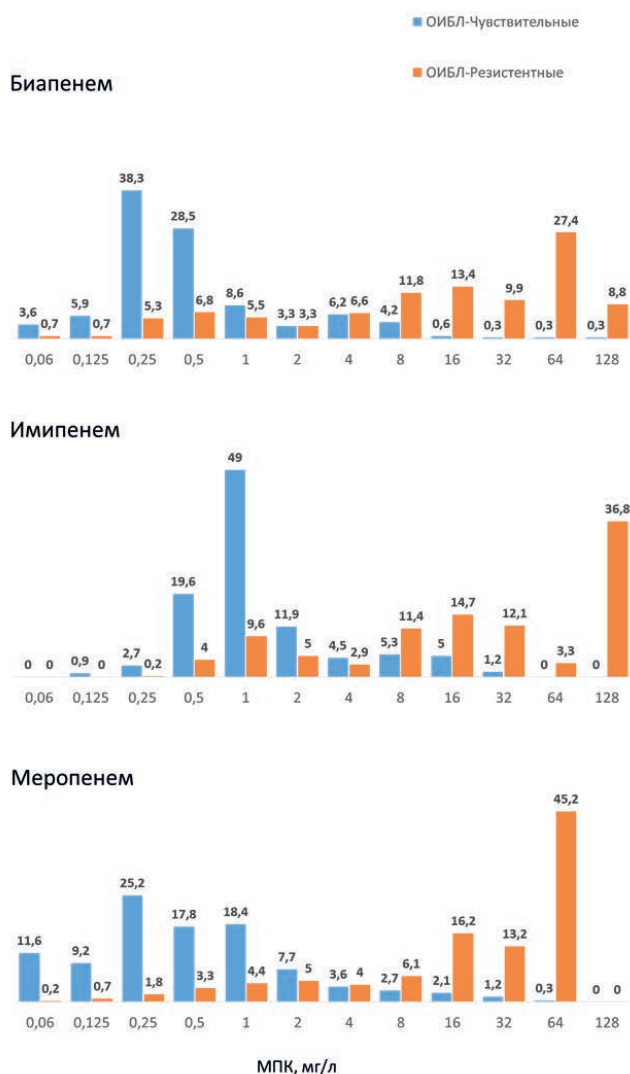 ОИБЛ-Чувствительные
ОИБЛ-Резистентные
Биапенем
3,6 0,7 5,9 0,7 38,3 5,3 28,5 6,8 8,6 5,5 3,3 3,3 6,2 6,6 4,2 11,8 0,6 13,4 0,3 9,9 0,3 27,4 0,3 8,8
0,06 0,125 0,25 0,5 1 2 4 8 16 32 64 128
Имипенем
0 0 0,9 0 2,7 0,2 19,6 4 49 9,6 11,9 5 4,5 2,9 5,3 11,4 5 14,7 1,2 12,1 0 3,3 0 36,8
0,06 0,125 0,25 0,5 1 2 4 8 16 32 64 128
Меропенем
11,6 0,2 9,2 0,7 25,2 1,8 17,8 3,3 18,4 4,4 7,7 5 3,6 4 2,7 6,1 2,1 16,2 1,2 13,2 0,3 45,2 0 0
0,06 0,125 0,25 0,5 1 2 4 8 16 32 64 128
МПК, мг/л